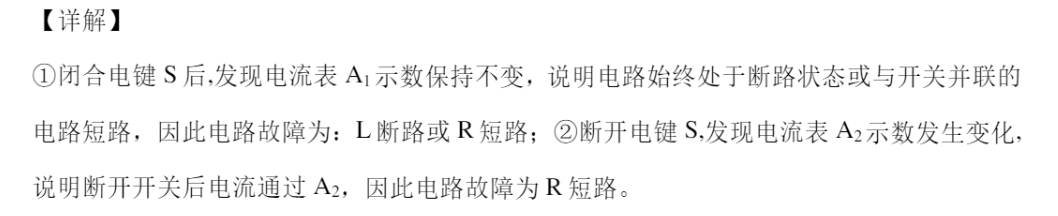 【详解】
①闭合电键 S 后,发现电流表 A₁示数保持不变，说明电路始终处于断路状态或与开关并联的
电路短路，因此电路故障为：L 断路或 R 短路；②断开电键 S,发现电流表 A₂示数发生变化,
说明断开开关后电流通过 A₂，因此电路故障为 R 短路。